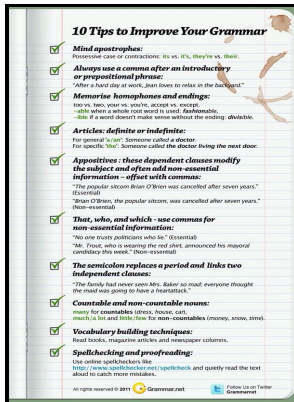 10 Tips to Improve Your Grammar
Mind apostrophes:
Possessive case or contractions: its vs. it's, they're vs. their.
Always use a comma after an introductory
or prepositional phrase:
"After a hard day at work, Jean loves to relax in the backyard."
Memorise homophones and endings:
too vs. two, your vs. you're, accept vs. except.
-able when a whole root word is used: fashionable,
-ible if a word doesn't make sense without the ending: divisible.
Articles: definite or indefinite
For general 'a/an': Someone called a doctor.
For specific 'the': Someone called the doctor living the next door.
Appositives : these dependent clauses modify
the subject and often add non-essential
information – offset with commas:
"The popular sitcom Brian O'Brien was cancelled after seven years."
(Essential)
"Brian O'Brien, the popular sitcom, was cancelled after seven years."
(Non-essential)
That, who, and which - use commas for
non-essential information:
"No one trusts politicians who lie." (Essential)
"Mr. Trout, who is wearing the red shirt, announced his mayoral
candidacy this week." (Non-essential)
The semicolon replaces a period and links two
independent clauses:
"The family had never seen Mrs. Baker so mad; everyone thought
the maid was going to have a heartattack."
Countable and non-countable nouns:
many for countables (dress, house, car),
much/a lot and little/few for non-countables (money, snow, time).
Vocabulary building techniques:
Read books, magazine articles and newspaper columns.
Spellchecking and proofreading:
Use online spellcheckers like
http://www.spellchecker.net/spellcheck and quietly read the text
aloud to catch more mistakes.
All rights reserved © 2011 Grammar.net
Follow Us on Twitter
Grammarnet